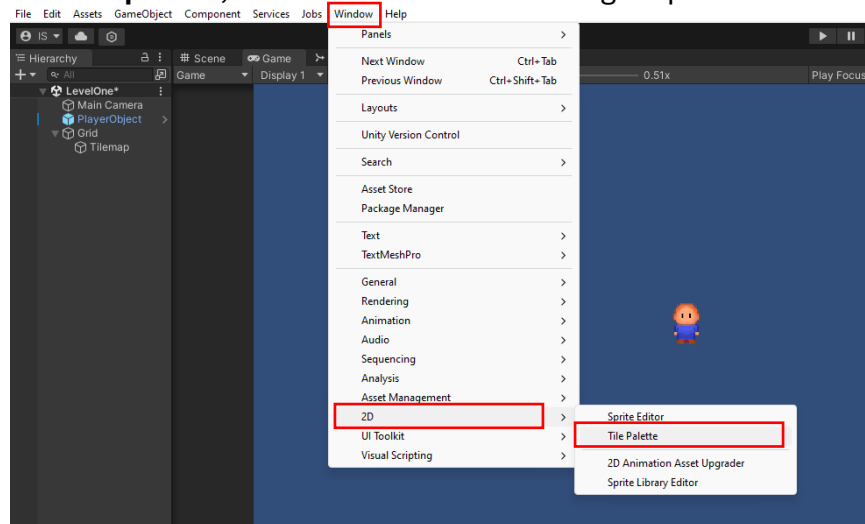 File Edit Assets GameObject Component Services Jobs Window Help
IS
Hierarchy
All
LevelOne*
Main Camera
PlayerObject
Grid
Tilemap
Scene Game
Game Display 1 0.51x Play Focus
Panels
Next Window Ctrl+Tab
Previous Window Ctrl+Shift+Tab
Layouts
Unity Version Control
Search
Asset Store
Package Manager
Text
TextMeshPro
General
Rendering
Animation
Audio
Sequencing
Analysis
Asset Management
2D
UI Toolkit
Visual Scripting
Sprite Editor
Tile Palette
2D Animation Asset Upgrader
Sprite Library Editor